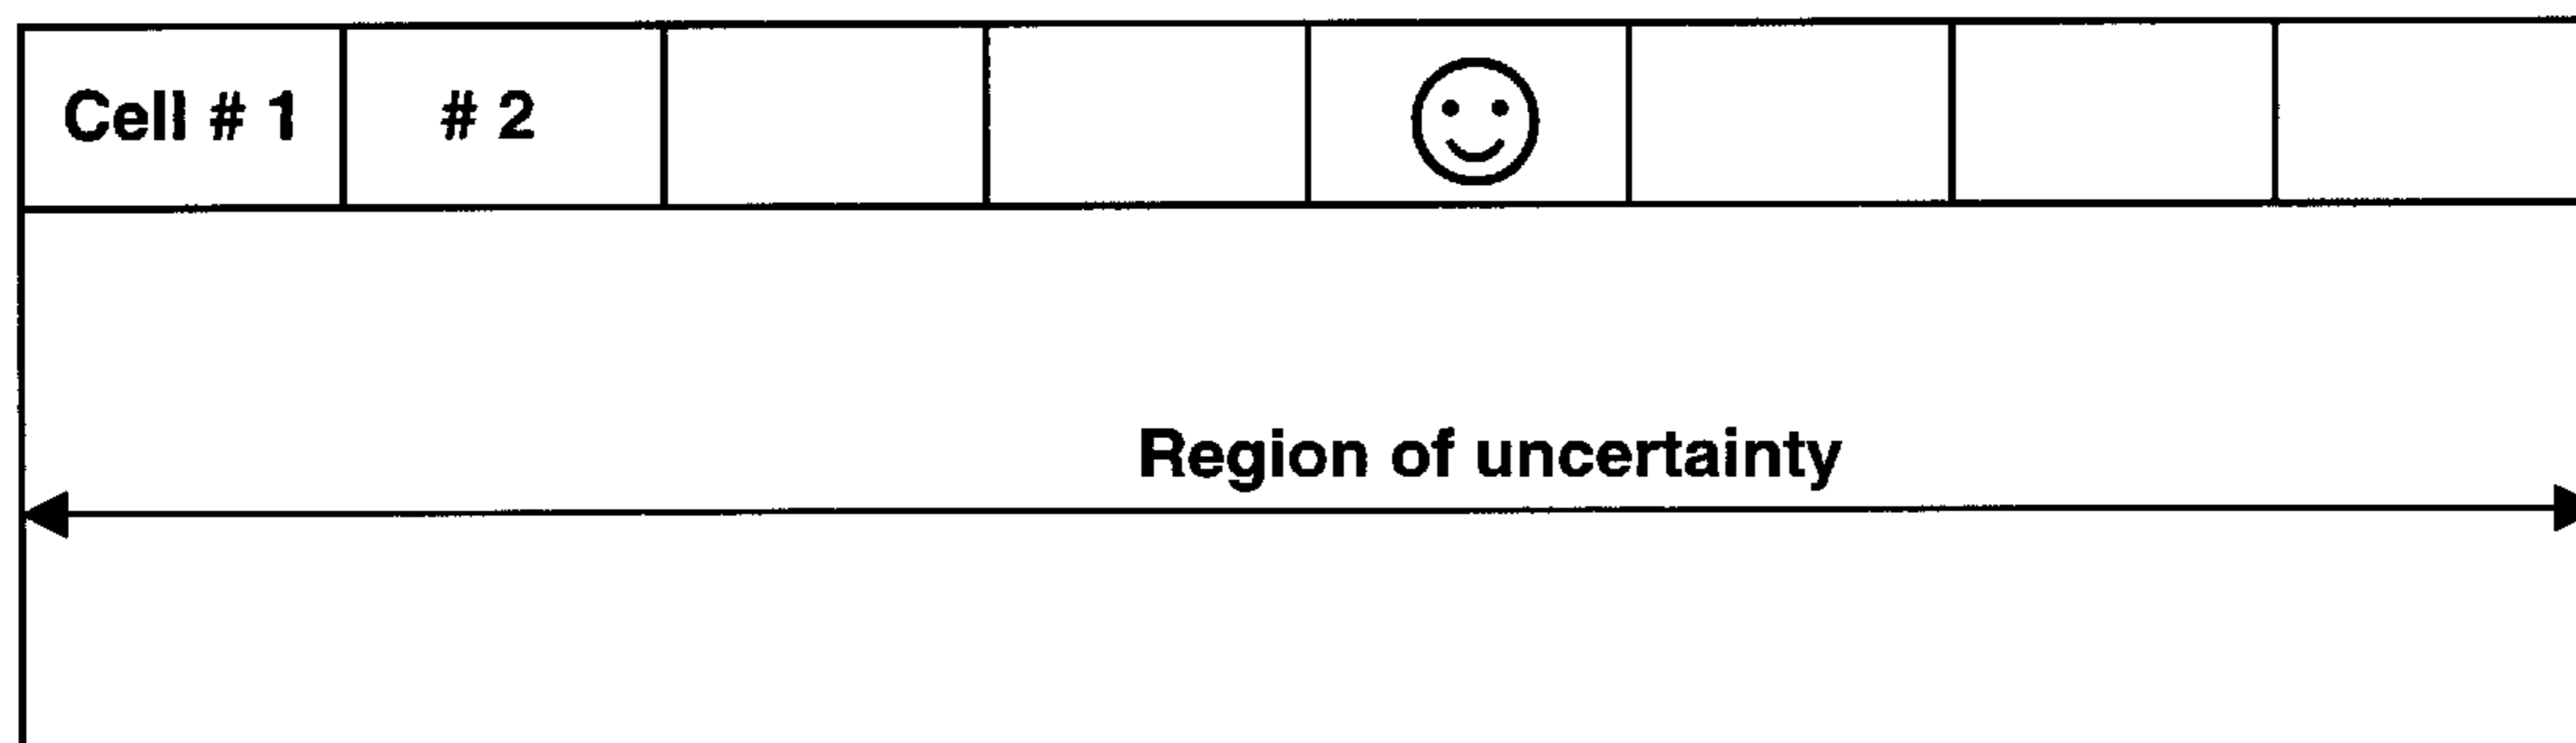 Cell # 1
# 2
Region of uncertainty